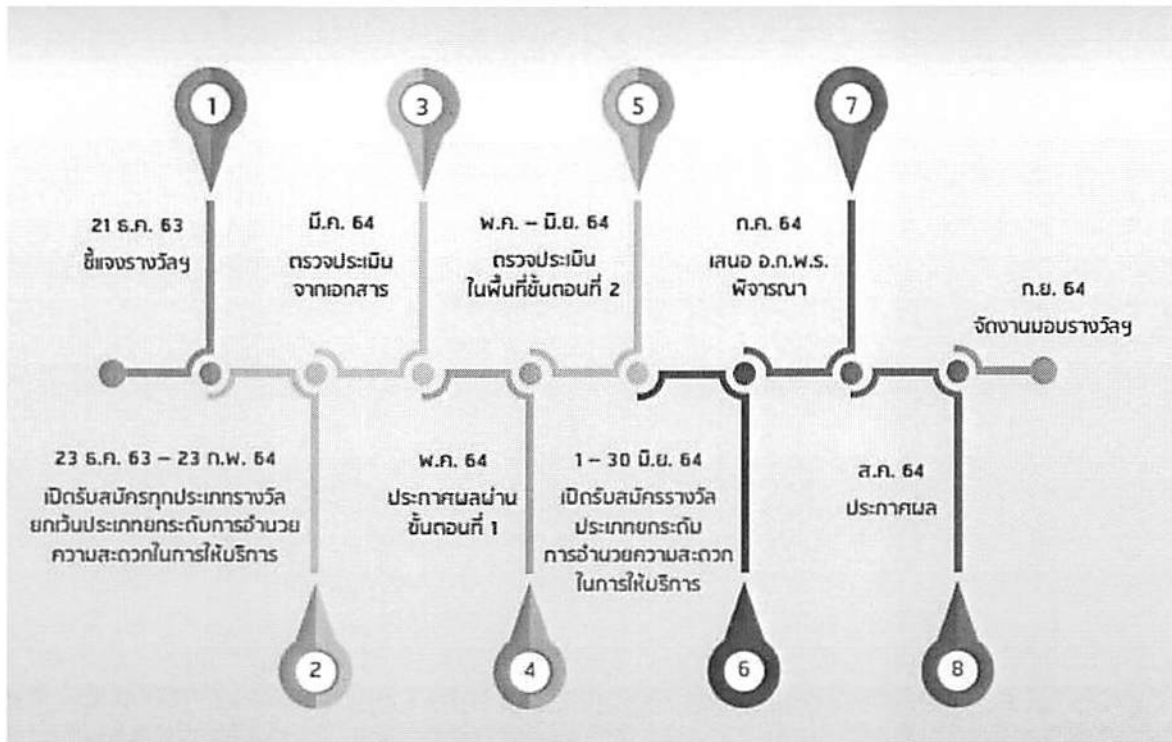 1
21 ธ.ค. 63
ชี้แจงรางวัลฯ
2
23 ธ.ค. 63 – 23 ก.พ. 64
เปิดรับสมัครทุกประเภทรางวัล
ยกเว้นประเภทยกระดับการอำนวย
ความสะดวกในการให้บริการ
3
มี.ค. 64
ตรวจประเมิน
จากเอกสาร
4
พ.ค. 64
ประกาศผลผ่าน
ขั้นตอนที่ 1
5
พ.ค. – มิ.ย. 64
ตรวจประเมิน
ในพื้นที่ขั้นตอนที่ 2
6
1 – 30 มิ.ย. 64
เปิดรับสมัครรางวัล
ประเภทยกระดับ
การอำนวยความสะดวก
ในการให้บริการ
7
ก.ค. 64
เสนอ อ.ก.พ.ร.
พิจารณา
8
ส.ค. 64
ประกาศผล
ก.ย. 64
จัดงานมอบรางวัลฯ